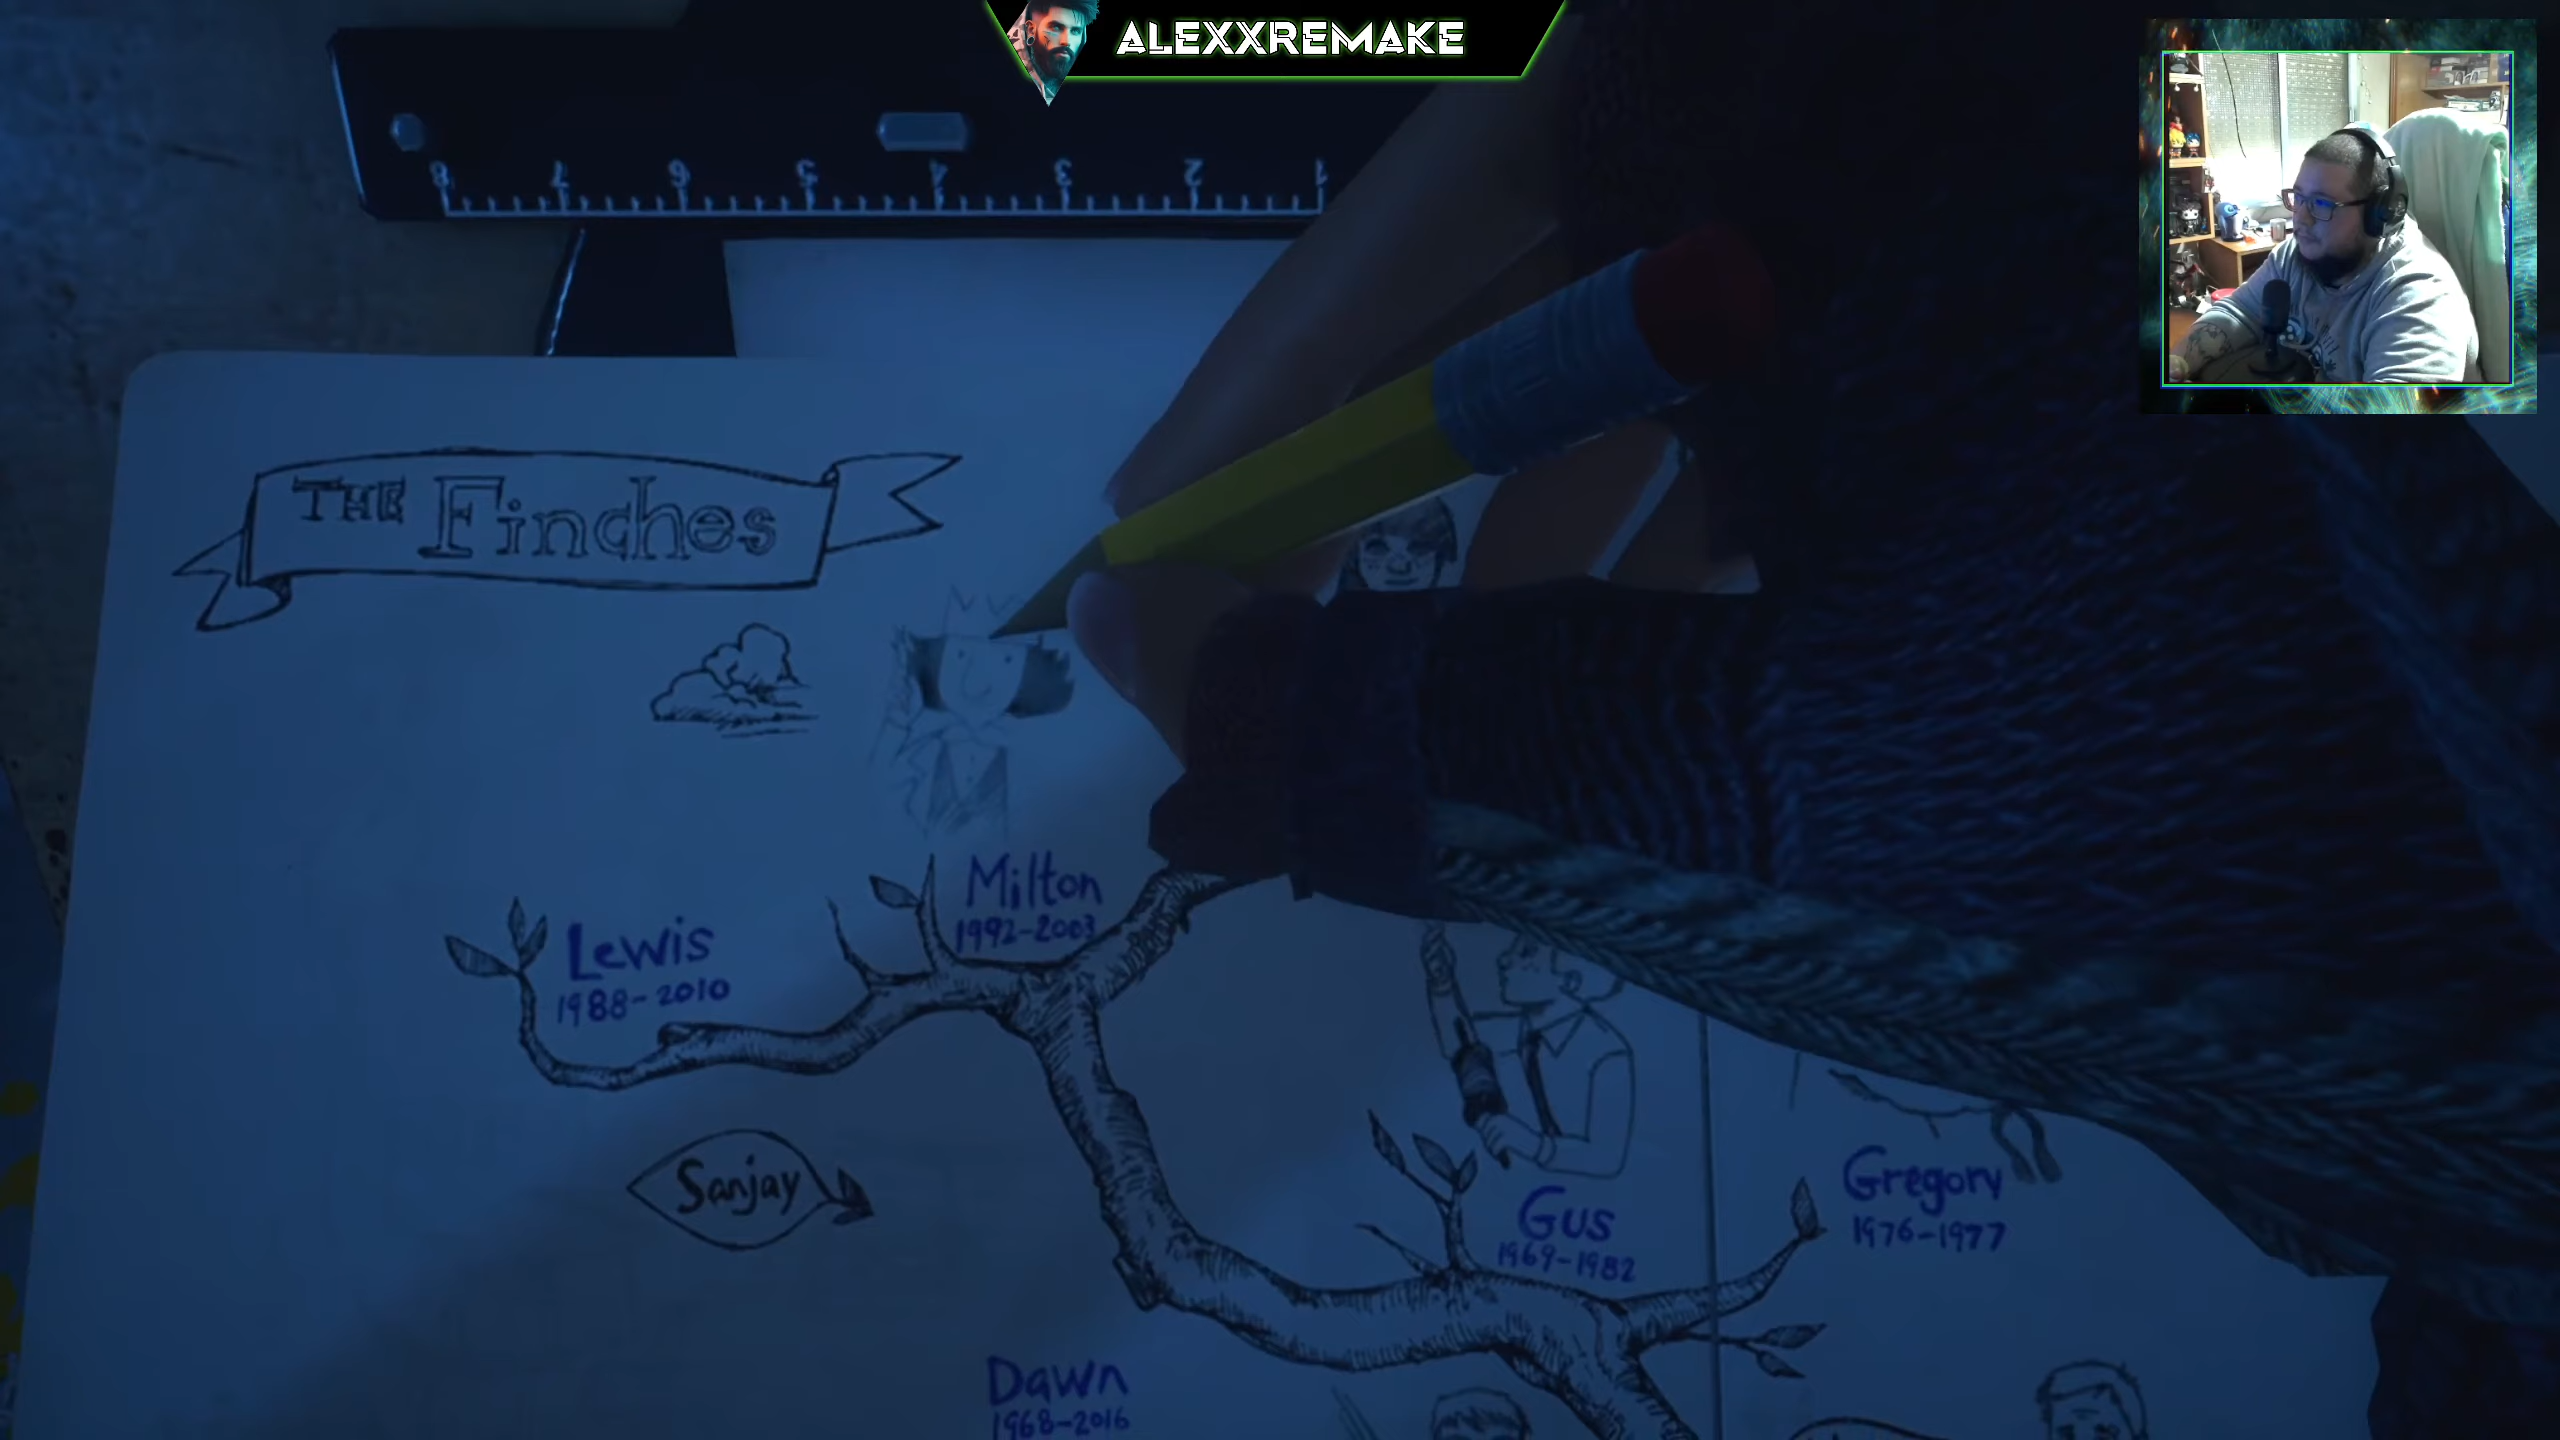 ALEXXREMAKE
8 7 6 5 4 3 2 1
THE Finches
Milton
1992-2003
Lewis
1988-2010
Sanjay
Gus
1969-1982
Gregory
1976-1977
Dawn
1968-2016